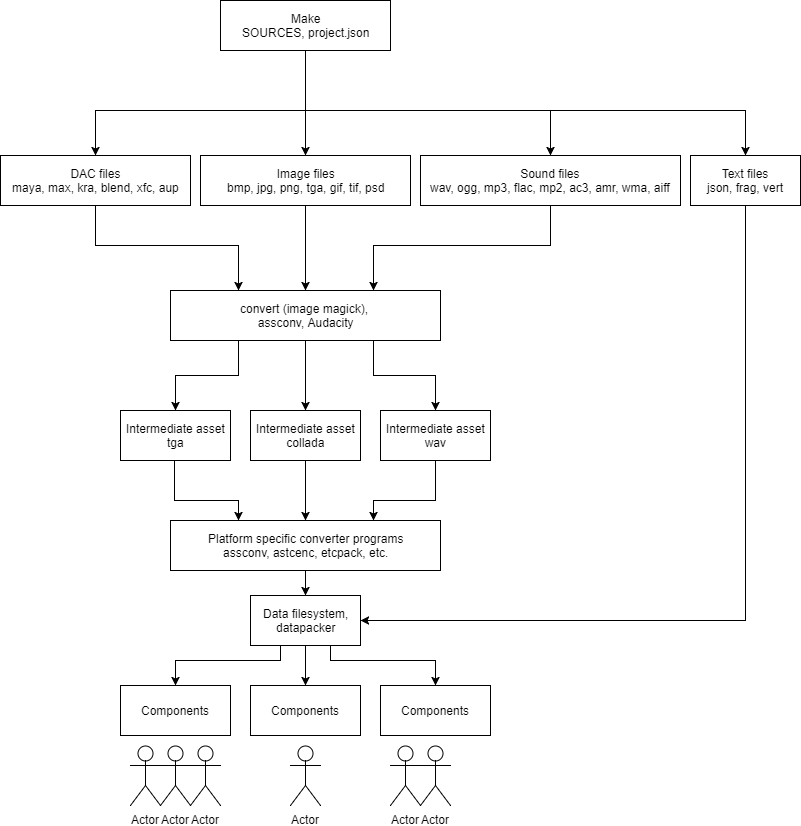 Make
SOURCES, project.json
DAC files
maya, max, kra, blend, xfc, aup
Image files
bmp, jpg, png, tga, gif, tif, psd
Sound files
wav, ogg, mp3, flac, mp2, ac3, amr, wma, aiff
Text files
json, frag, vert
convert (image magick),
assconv, Audacity
Intermediate asset
tga
Intermediate asset
collada
Intermediate asset
wav
Platform specific converter programs
assconv, astcenc, etcpack, etc.
Data filesystem,
datapacker
Components
Components
Components
Actor Actor Actor
Actor
Actor Actor